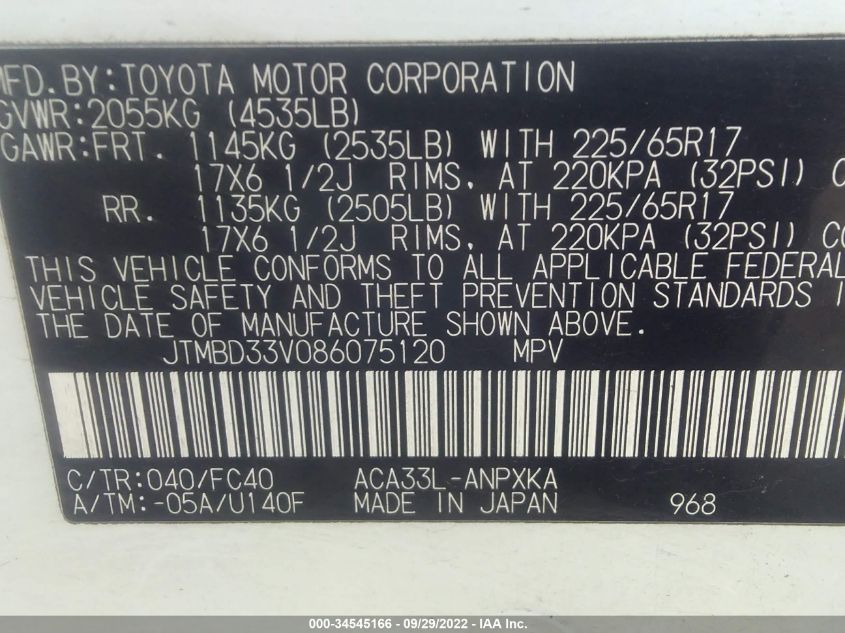 MFD.BY:TOYOTA MOTOR CORPORATION
GVWR:2055KG (4535LB)
GAWR:FRT. 1145KG (2535LB) WITH 225/65R17
17X6 1/2J RIMS, AT 220KPA (32PSI) C
RR. 1135KG (2505LB) WITH 225/65R17
17X6 1/2J RIMS, AT 220KPA (32PSI) CO
THIS VEHICLE CONFORMS TO ALL APPLICABLE FEDERAL
VEHICLE SAFETY AND THEFT PREVENTION STANDARDS I
THE DATE OF MANUFACTURE SHOWN ABOVE.
JTMBD33V086075120 MPV
C/TR:040/FC40 ACA33L-ANPXKA
A/TM:-05A/U140F MADE IN JAPAN 968
000-34545166 - 09/29/2022 - IAA Inc.